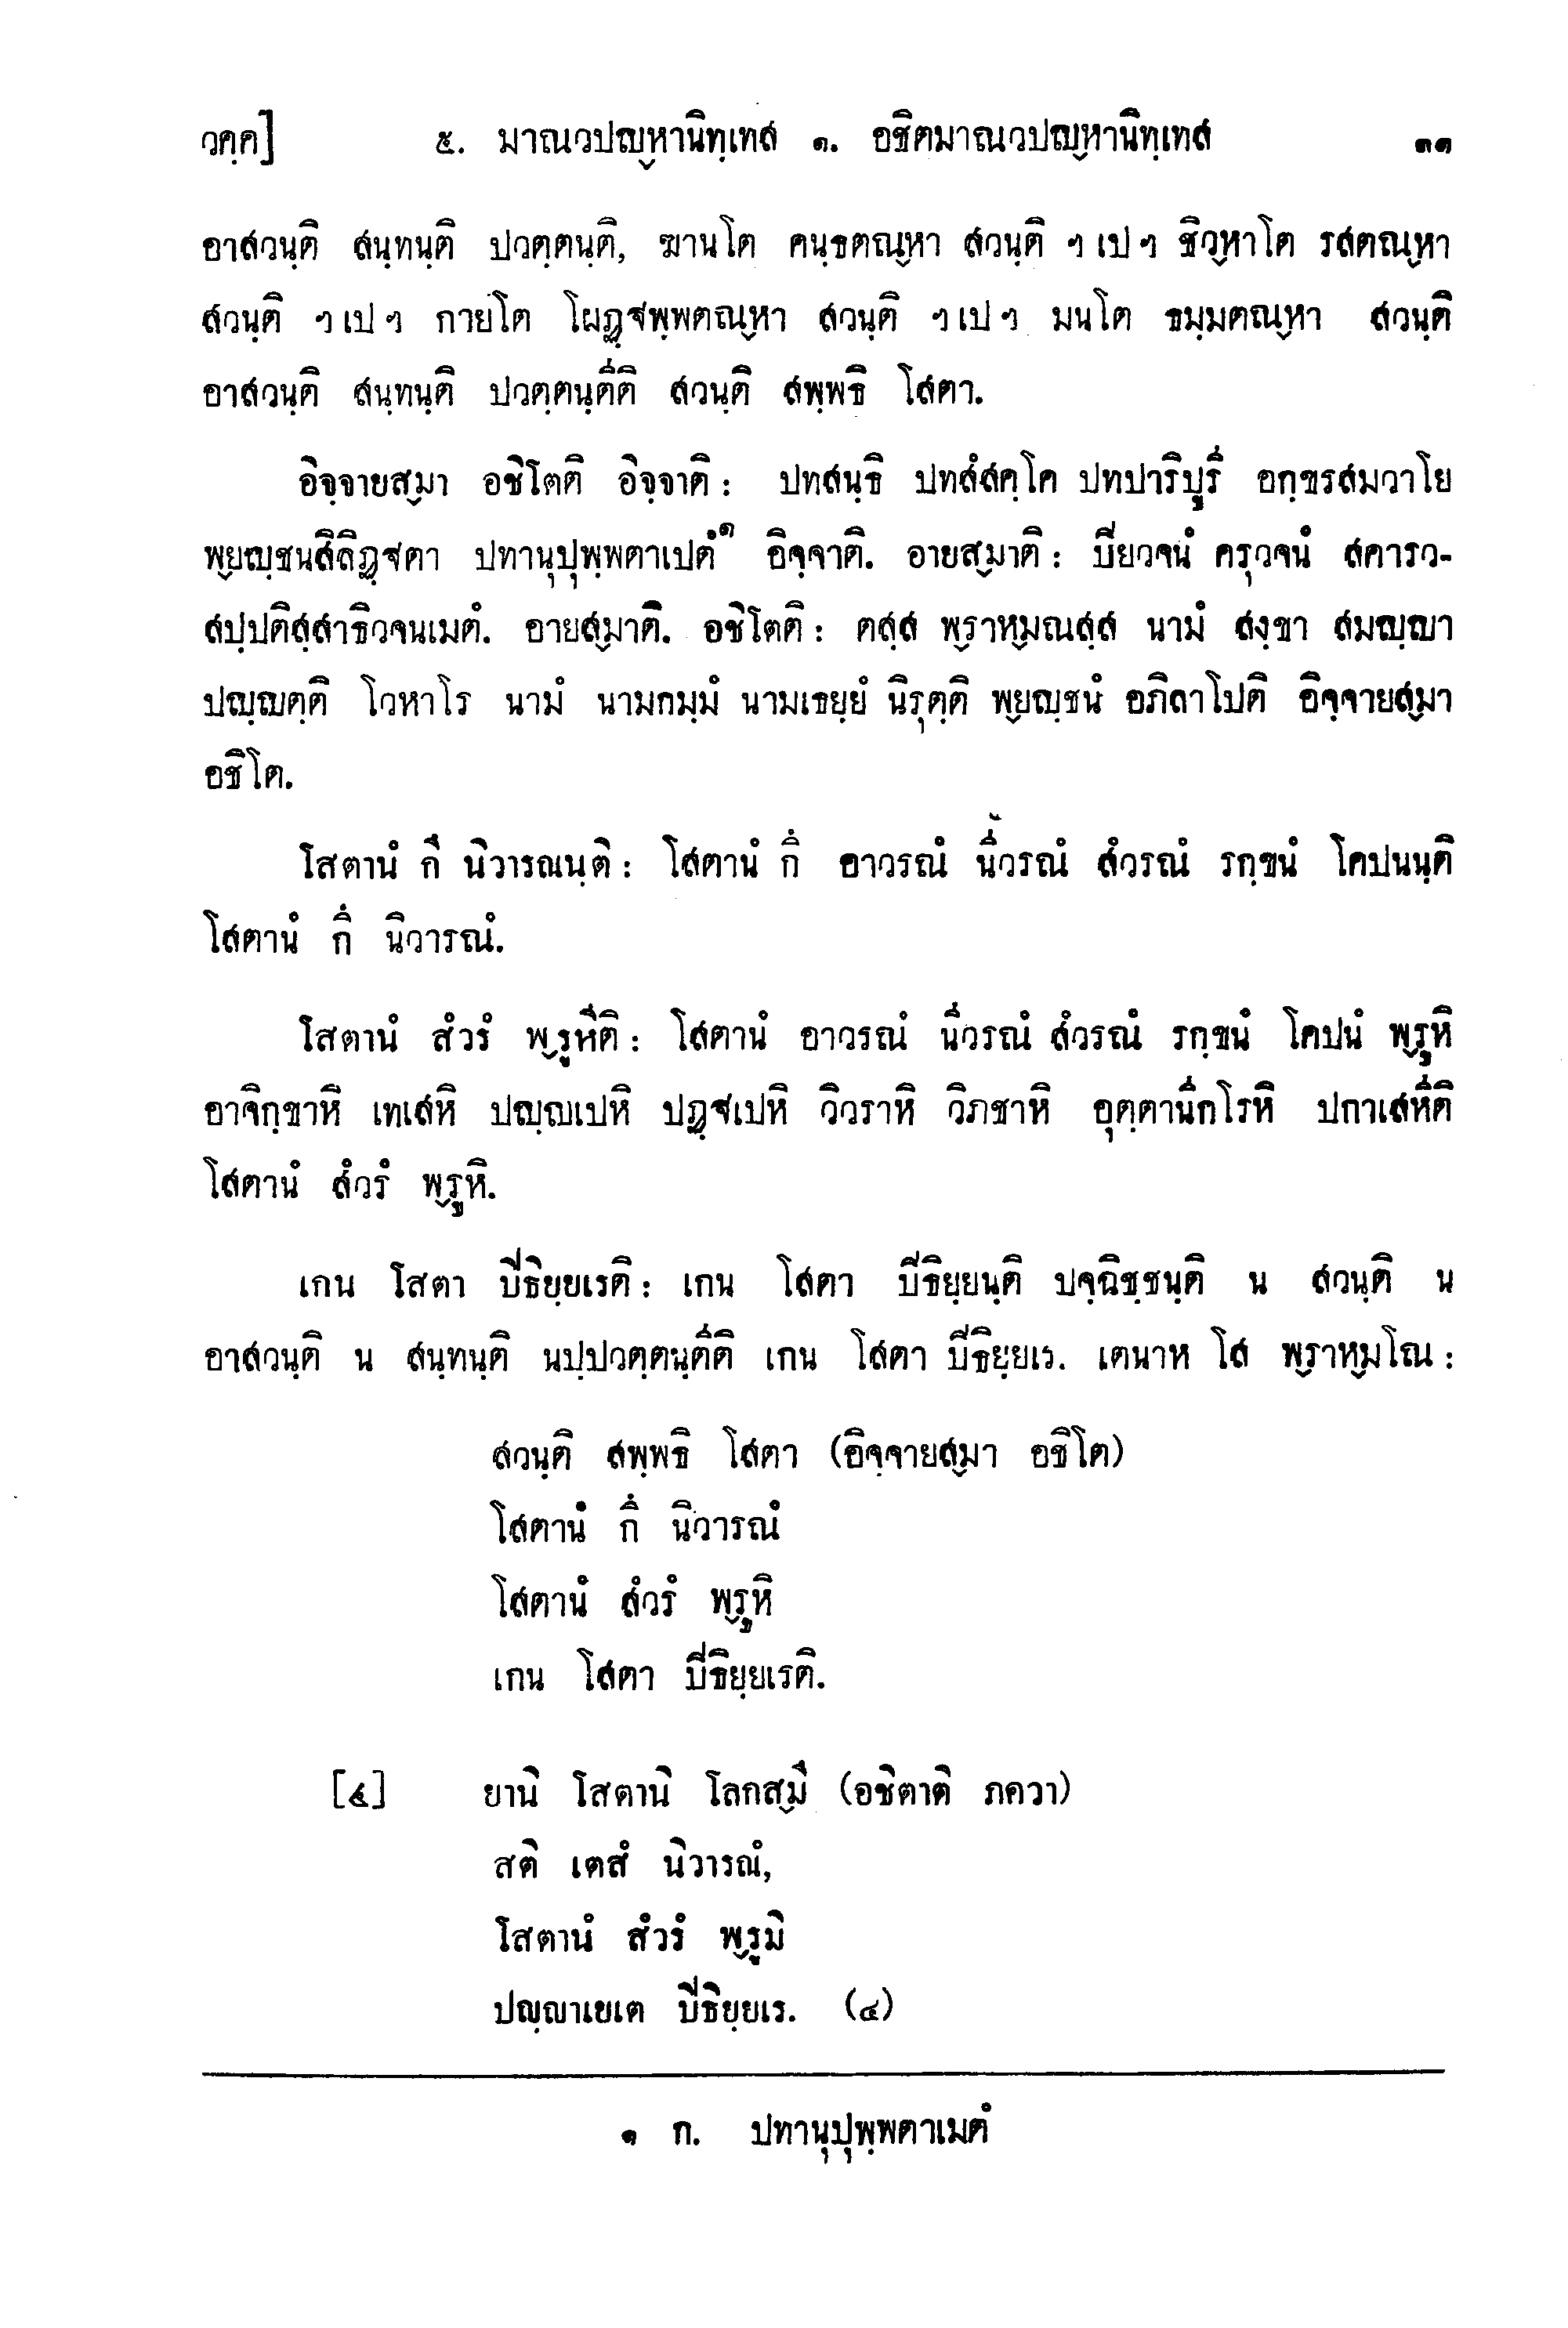 วคฺค]	๕. มาณวปญฺหานิทฺเทส ๑. อชิตมาณวปญฺหานิทฺเทส	๑๑
อาสวนฺติ สนฺทนฺติ ปวตฺตนฺติ, ฆานโต คนฺธตณฺหา สวนฺติ ฯ เป ฯ ชิวฺหาโต รสตณฺหา
สวนฺติ ฯ เป ฯ กายโต โผฏฺฐพฺพตณฺหา สวนฺติ ฯ เป ฯ มนโต ธมฺมตณฺหา สวนฺติ
อาสวนฺติ สนฺทนฺติ ปวตฺตนฺตีติ สวนฺติ สพฺพธิ โสตา.
อิจฺจายสฺมา อชิโตติ อิจฺจาติ : ปทสนฺธิ ปทสํสคฺโค ปทปาริปูรี อกฺขรสมวาโย
พฺยญฺชนสิลิฏฺฐตา ปทานุปุพฺพตาเปตํ๑ อิจฺจาติ. อายสฺมาติ : ปิยวจนํ ครุวจนํ สคารว-
สปฺปติสฺสาธิวจนเมตํ. อายสฺมาติ. อชิโตติ : ตสฺส พฺราหฺมณสฺส นามํ สงฺขา สมญฺญา
ปญฺญตฺติ โวหาโร นามํ นามกมฺมํ นามเธยฺยํ นิรุตฺติ พฺยญฺชนํ อภิลาโปติ อิจฺจายสฺมา
อชิโต.
โสตานํ กึ นิวารณนฺติ : โสตานํ กึ อาวรณํ นีวรณํ สํวรณํ รกฺขนํ โคปนนฺติ
โสตานํ กึ นิวารณํ.
โสตานํ สํวรํ พฺรูหีติ : โสตานํ อาวรณํ นีวรณํ สํวรณํ รกฺขนํ โคปนํ พฺรูหิ
อาจิกฺขาหิ เทเสหิ ปญฺญเปหิ ปฏฺฐเปหิ วิวราหิ วิภชาหิ อุตฺตานีกโรหิ ปกาเสหีติ
โสตานํ สํวรํ พฺรูหิ.
เกน โสตา ปีธิยฺยเรติ : เกน โสตา ปีธิยฺยนฺติ ปจฺฉิชฺชนฺติ น สวนฺติ น
อาสวนฺติ น สนฺทนฺติ นปฺปวตฺตนฺตีติ เกน โสตา ปีธิยฺยเร. เตนาห โส พฺราหฺมโณ :
สวนฺติ สพฺพธิ โสตา (อิจฺจายสฺมา อชิโต)
โสตานํ กึ นิวารณํ
โสตานํ สํวรํ พฺรูหิ
เกน โสตา ปีธิยฺยเรติ.
[๔]	ยานิ โสตานิ โลกสฺมึ (อชิตาติ ภควา)
สติ เตสํ นิวารณํ,
โสตานํ สํวรํ พฺรูมิ
ปญฺญาเยเต ปีธิยฺยเร. (๔)
๑ ก. ปทานุปุพฺพตาเมตํ